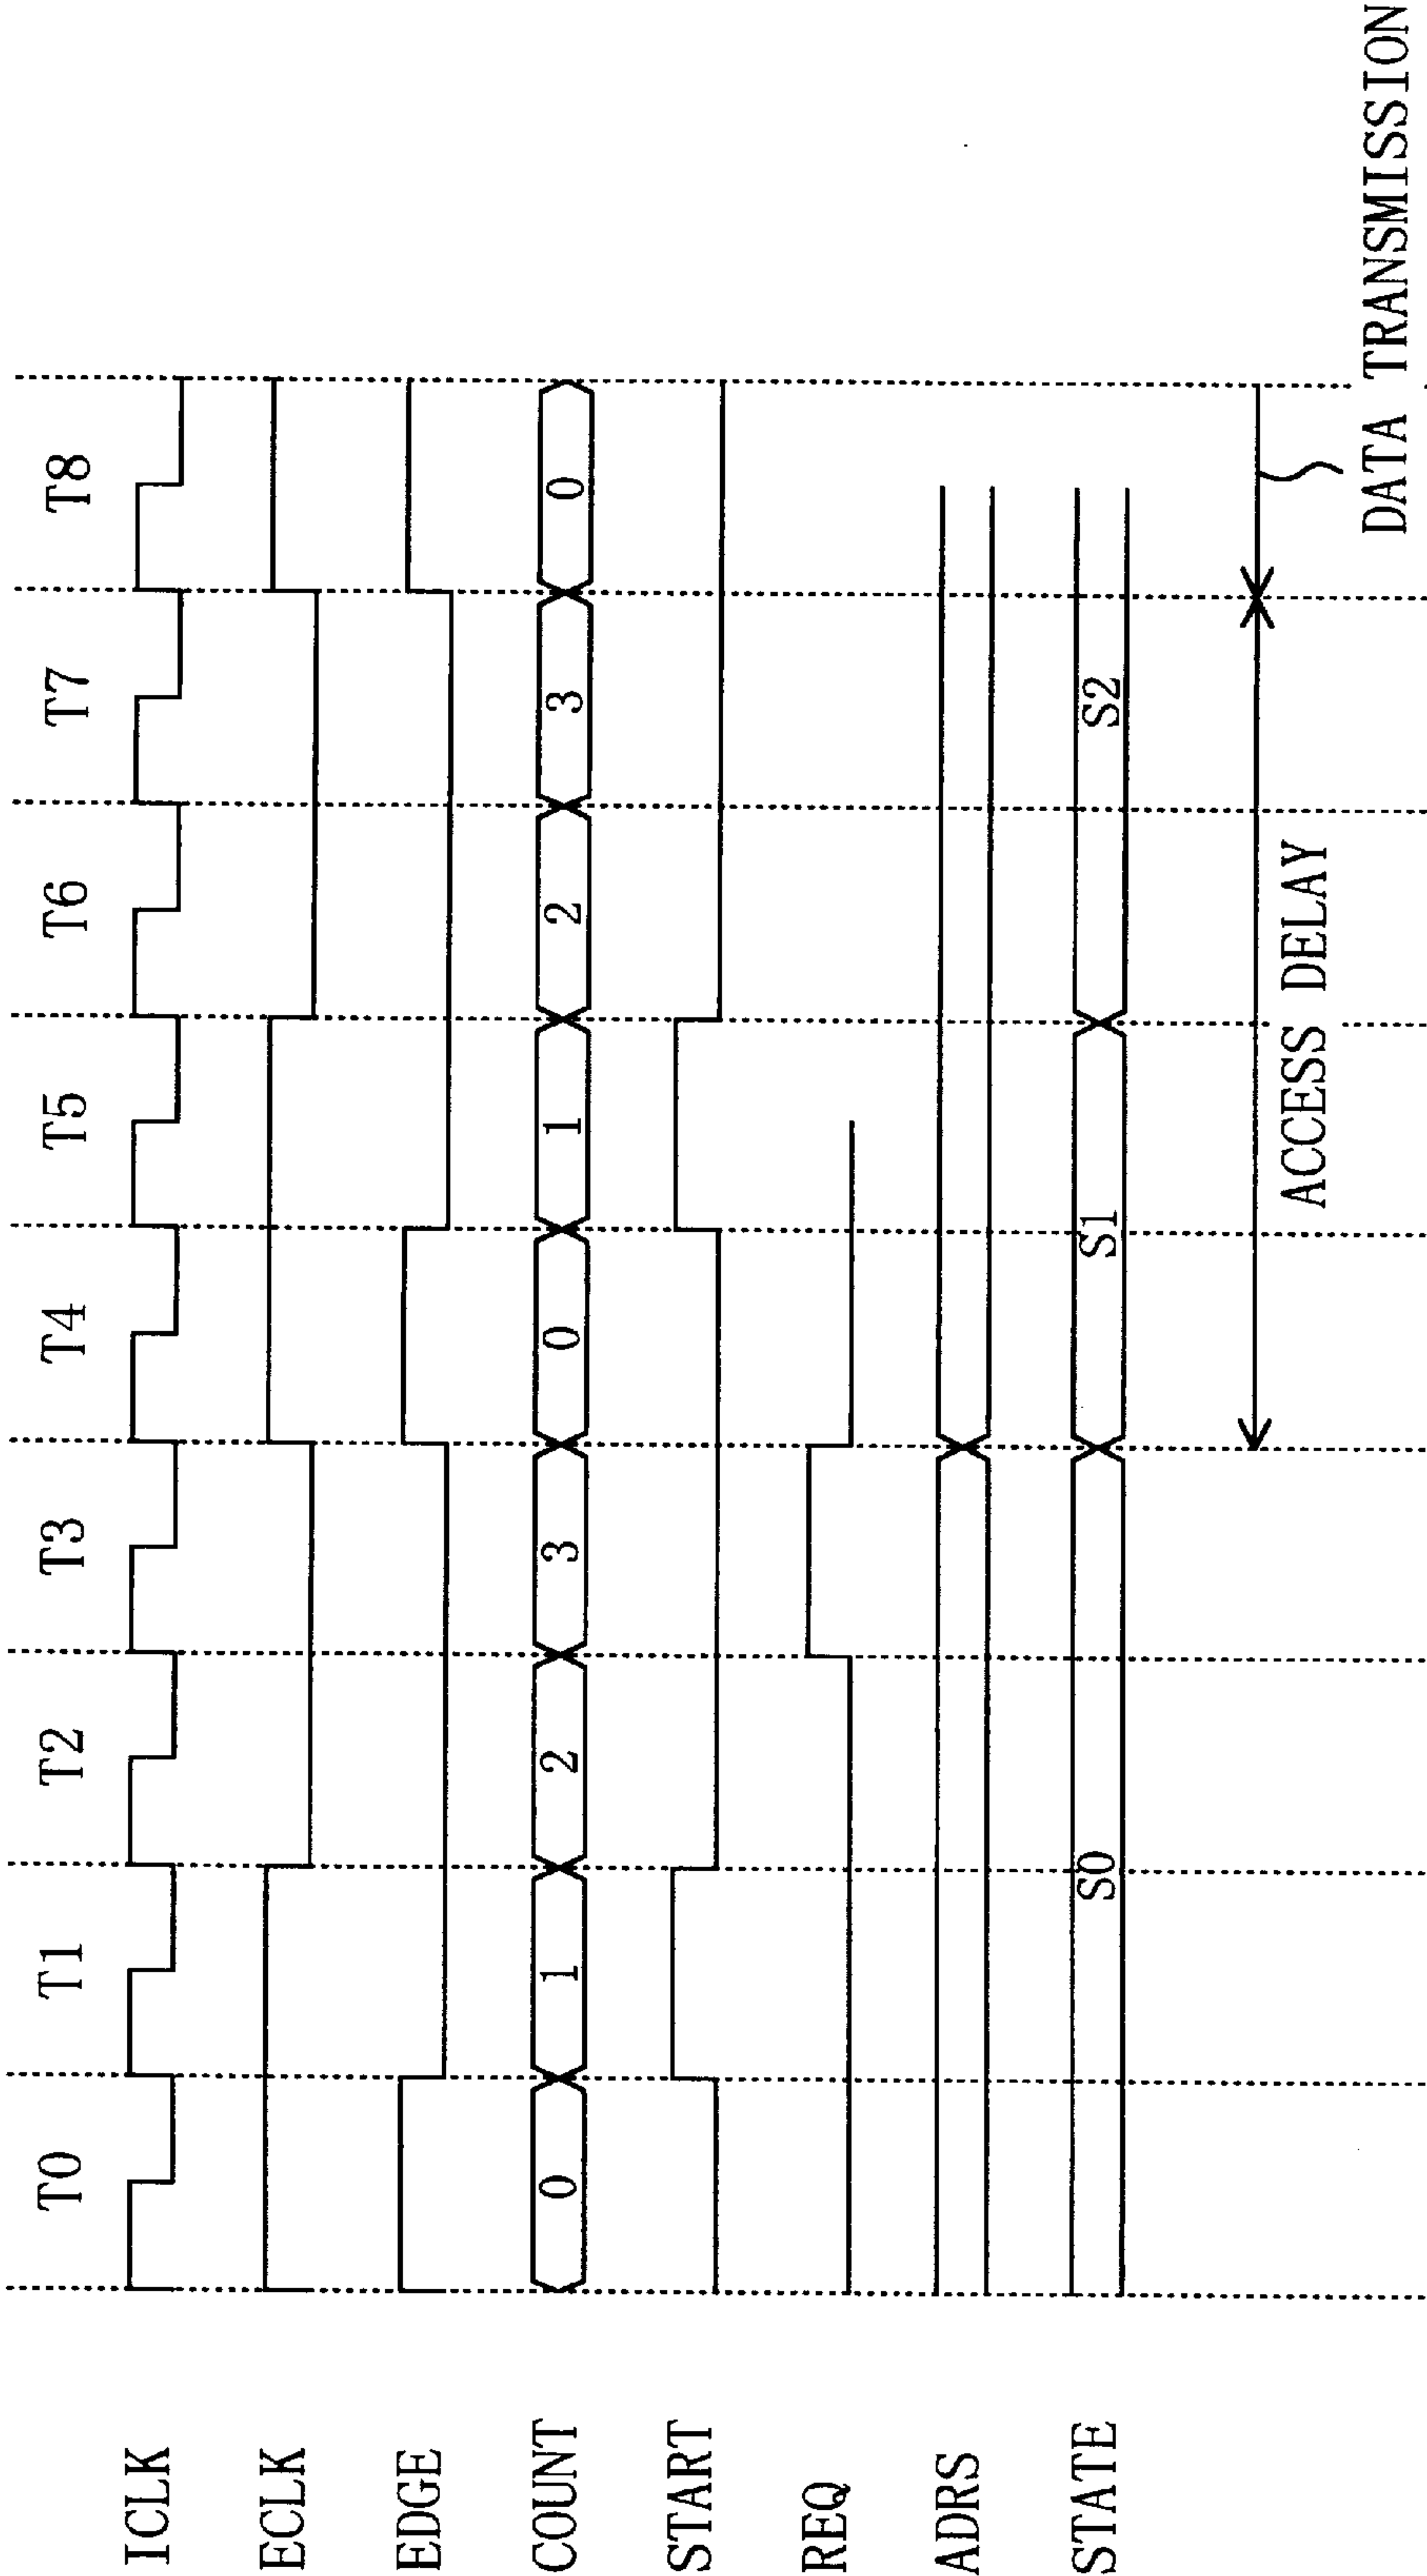 T0 T1 T2 T3 T4 T5 T6 T7 T8
ICLK
ECLK
EDGE
COUNT 0 1 2 3 0 1 2 3 0
START
REQ
ADRS
STATE S0 S1 S2
ACCESS DELAY
DATA TRANSMISSION